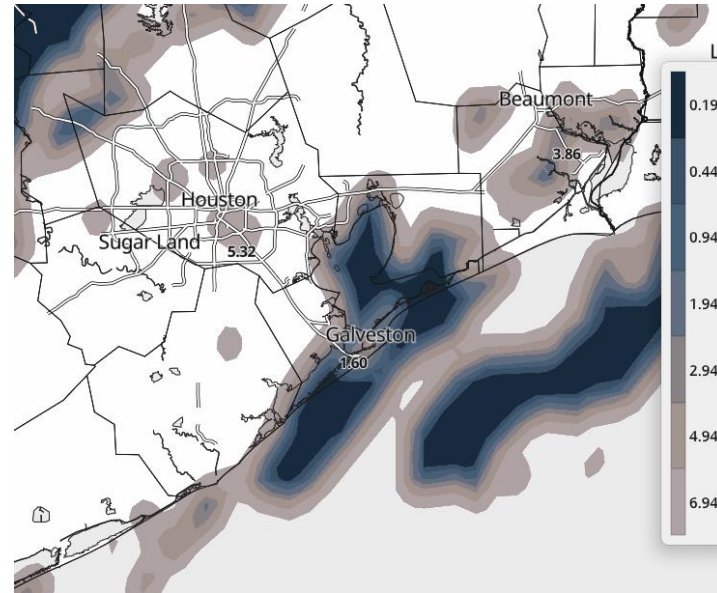 L
Beaumont
3.86
Houston
Sugar Land
5.32
Galveston
1.60
0.19
0.44
0.94
1.94
2.94
4.94
6.94